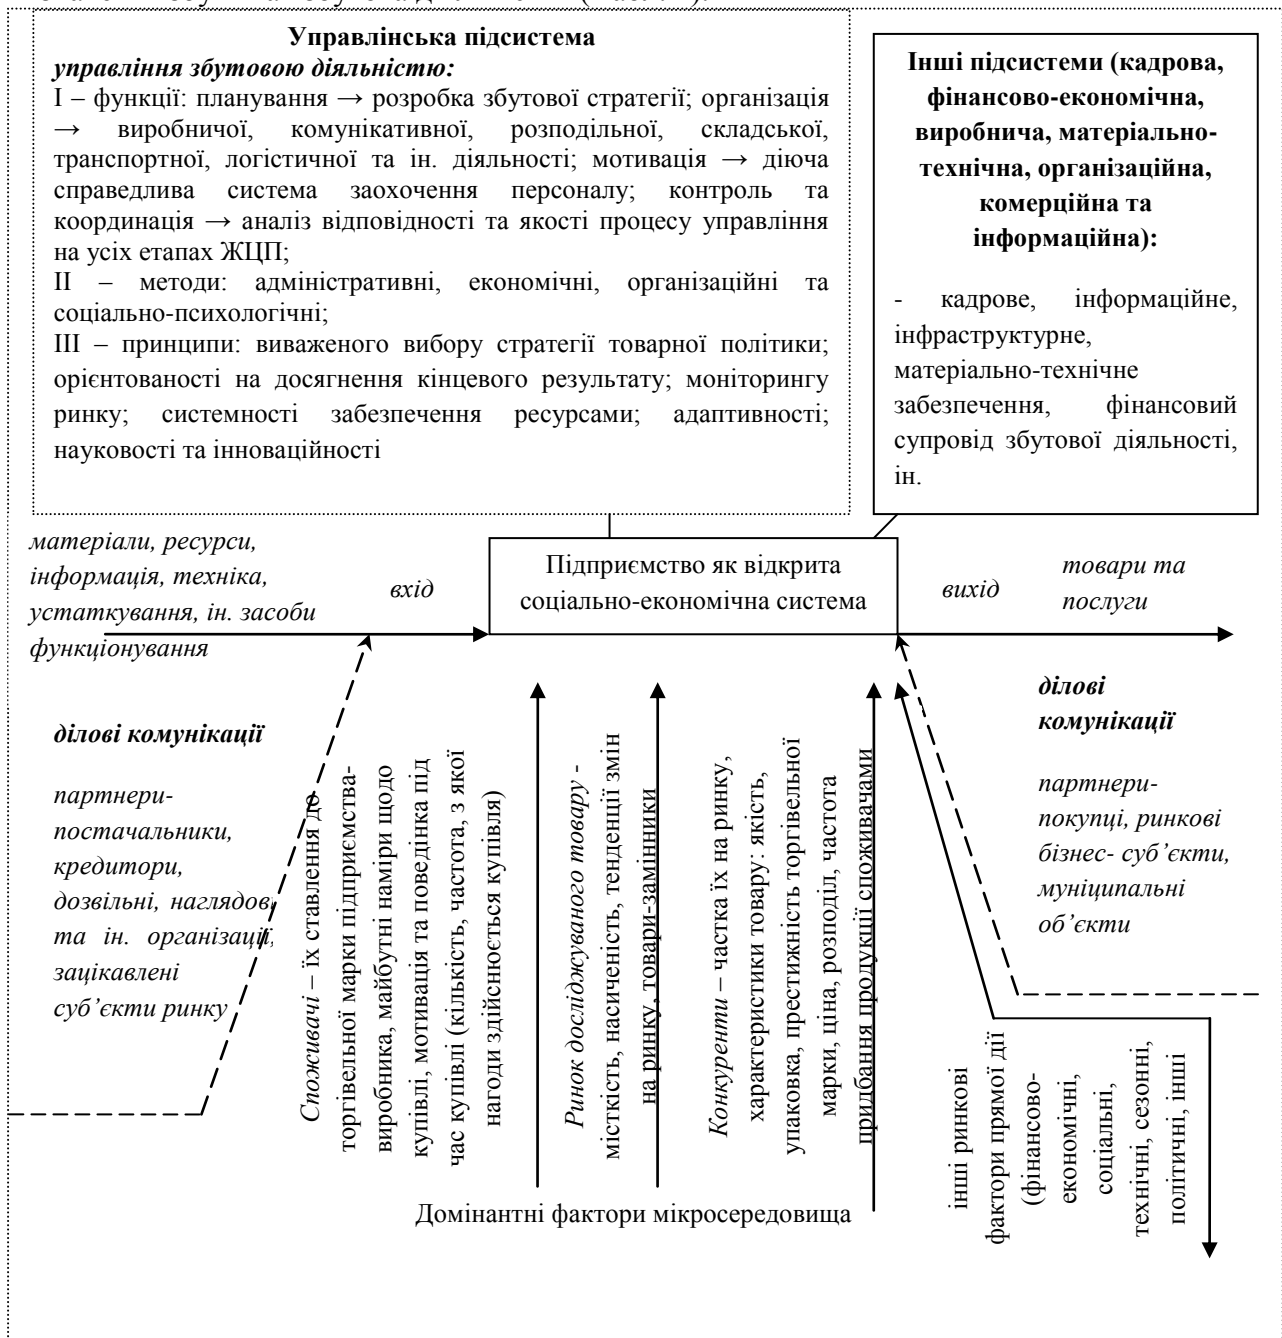 Управлінська підсистема
управління збутовою діяльністю:
І – функції: планування → розробка збутової стратегії; організація
→ виробничої, комунікативної, розподільної, складської,
транспортної, логістичної та ін. діяльності; мотивація → діюча
справедлива система заохочення персоналу; контроль та
координація → аналіз відповідності та якості процесу управління
на усіх етапах ЖЦП;
ІІ – методи: адміністративні, економічні, організаційні та
соціально-психологічні;
ІІІ – принципи: виваженого вибору стратегії товарної політики;
орієнтованості на досягнення кінцевого результату; моніторингу
ринку; системності забезпечення ресурсами; адаптивності;
науковості та інноваційності
Інші підсистеми (кадрова,
фінансово-економічна,
виробнича, матеріально-
технічна, організаційна,
комерційна та
інформаційна):
- кадрове, інформаційне,
інфраструктурне,
матеріально-технічне
забезпечення, фінансовий
супровід збутової діяльності,
ін.
матеріали, ресурси,
інформація, техніка,
устаткування, ін. засоби
функціонування
вхід
Підприємство як відкрита
соціально-економічна система
вихід
товари та
послуги
ділові комунікації
партнери-
постачальники,
кредитори,
дозвільні, наглядові
та ін. організації,
зацікавлені
суб’єкти ринку
Споживачі – їх ставлення до
торгівельної марки підприємства-
виробника, майбутні наміри щодо
купівлі, мотивація та поведінка під
час купівлі (кількість, частота, з якої
нагоди здійснюється купівля)
Ринок досліджуваного товару -
місткість, насиченість, тенденції змін
на ринку, товари-замінники
Конкуренти – частка їх на ринку,
характеристики товару: якість,
упаковка, престижність торгівельної
марки, ціна, розподіл, частота
придбання продукції споживачами
ділові
комунікації
партнери-
покупці, ринкові
бізнес- суб’єкти,
муніципальні
об’єкти
інші ринкові
фактори прямої дії
(фінансово-
економічні,
соціальні,
технічні, сезонні,
політичні, інші
Домінантні фактори мікросередовища